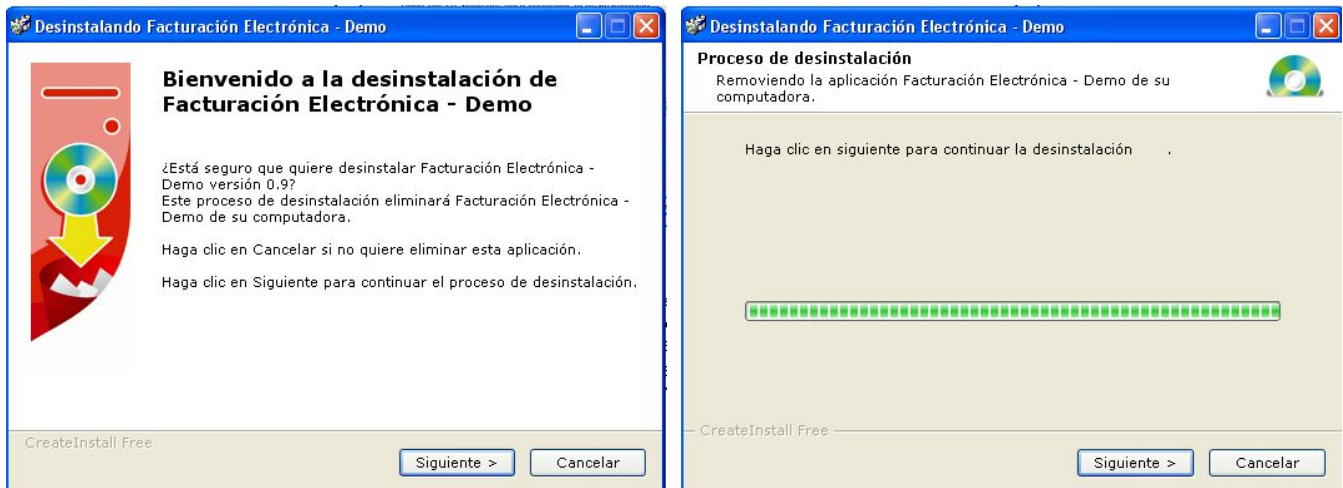 Desinstalando Facturación Electrónica - Demo
Bienvenido a la desinstalación de
Facturación Electrónica - Demo
¿Está seguro que quiere desinstalar Facturación Electrónica -
Demo versión 0.9?
Este proceso de desinstalación eliminará Facturación Electrónica -
Demo de su computadora.
Haga clic en Cancelar si no quiere eliminar esta aplicación.
Haga clic en Siguiente para continuar el proceso de desinstalación.
CreateInstall Free
Siguiente >
Cancelar
Desinstalando Facturación Electrónica - Demo
Proceso de desinstalación
Removiendo la aplicación Facturación Electrónica - Demo de su
computadora.
Haga clic en siguiente para continuar la desinstalación .
CreateInstall Free
Siguiente >
Cancelar